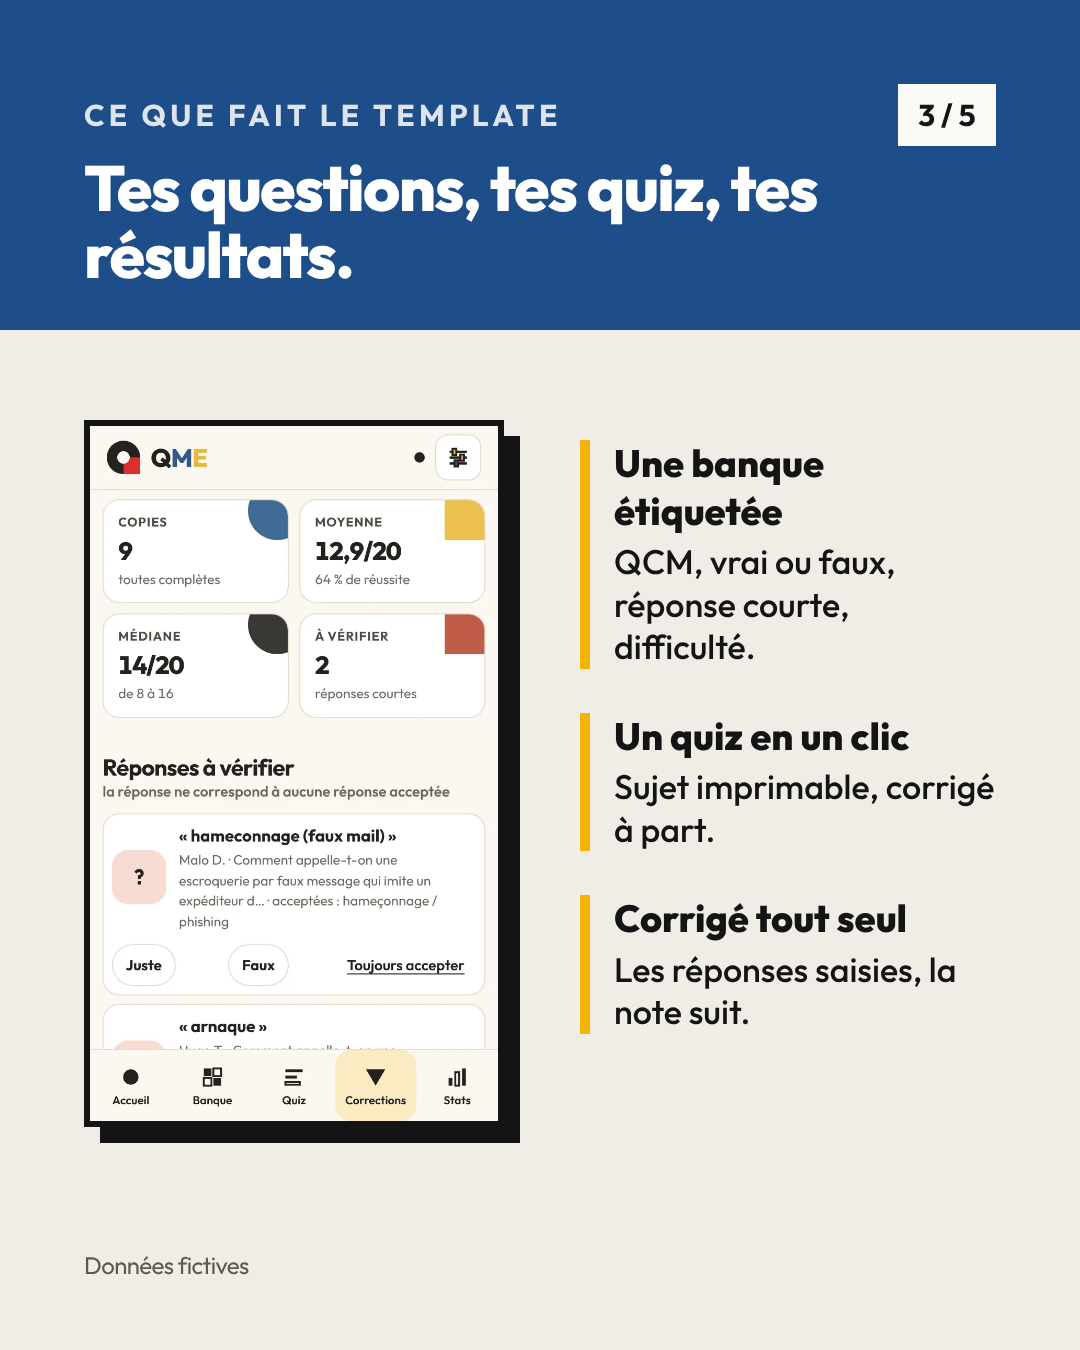 CE QUE FAIT LE TEMPLATE
3/5
Tes questions, tes quiz, tes
résultats.
QME
COPIES
9
toutes complètes
MOYENNE
12,9/20
64 % de réussite
MÉDIANE
14/20
de 8 à 16
À VÉRIFIER
2
réponses courtes
Réponses à vérifier
la réponse ne correspond à aucune réponse acceptée
« hameconnage (faux mail) »
?
Malo D. · Comment appelle-t-on une
escroquerie par faux message qui imite un
expéditeur d... · acceptées : hameçonnage /
phishing
Juste
Faux
Toujours accepter
« arnaque »
Accueil
Banque
Quiz
Corrections
Stats
Une banque
étiquetée
QCM, vrai ou faux,
réponse courte,
difficulté.
Un quiz en un clic
Sujet imprimable, corrigé
à part.
Corrigé tout seul
Les réponses saisies, la
note suit.
Données fictives